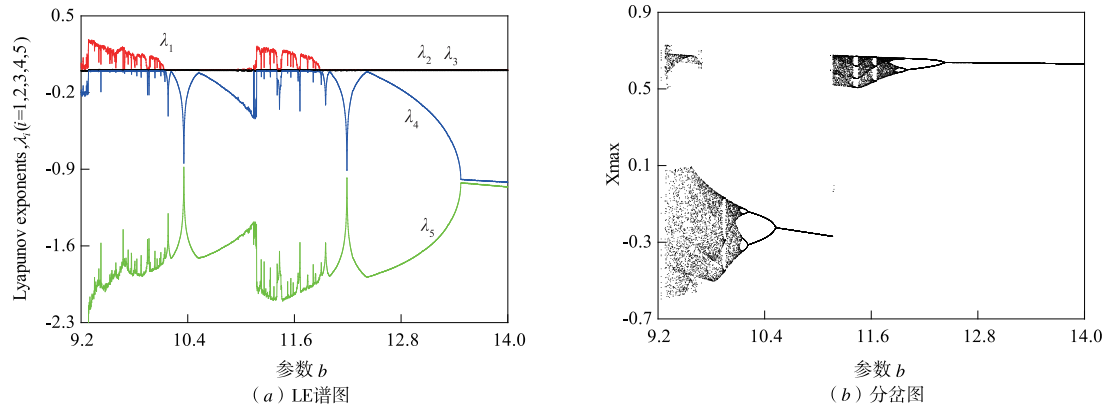 0.5
-0.2
-0.9
-1.6
-2.3
9.2 10.4 11.6 12.8 14.0
Lyapunov exponents,λi(i=1,2,3,4,5)
λ1
λ2 λ3
λ4
λ5
参数 b
(a) LE谱图
0.9
0.5
0.1
-0.3
-0.7
9.2 10.4 11.6 12.8 14.0
Xmax
参数 b
(b) 分岔图